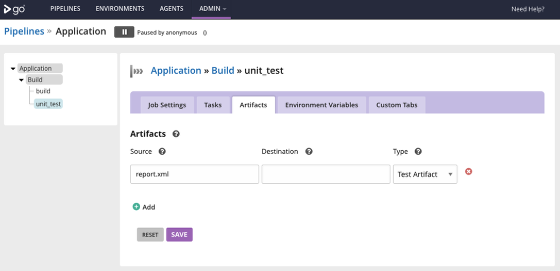 go PIPELINES ENVIRONMENTS AGENTS ADMIN Need Help?
Pipelines » Application Paused by anonymous
Application
Build
build
unit_test
Application » Build » unit_test
Job Settings Tasks Artifacts Environment Variables Custom Tabs
Artifacts ?
Source ? Destination ? Type ?
report.xml Test Artifact
Add
RESET SAVE